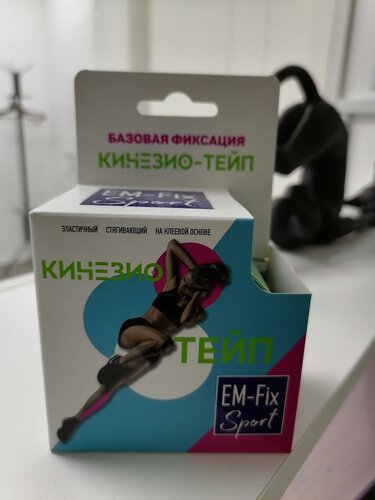 БАЗОВАЯ ФИКСАЦИЯ
КИНЕЗИО-ТЕЙП
EM-Fix
Sport
ЭЛАСТИЧНЫЙ СТЯГИВАЮЩИЙ НА КЛЕЕВОЙ ОСНОВЕ
КИНЕЗИО
ТЕЙП
EM-Fix
Sport